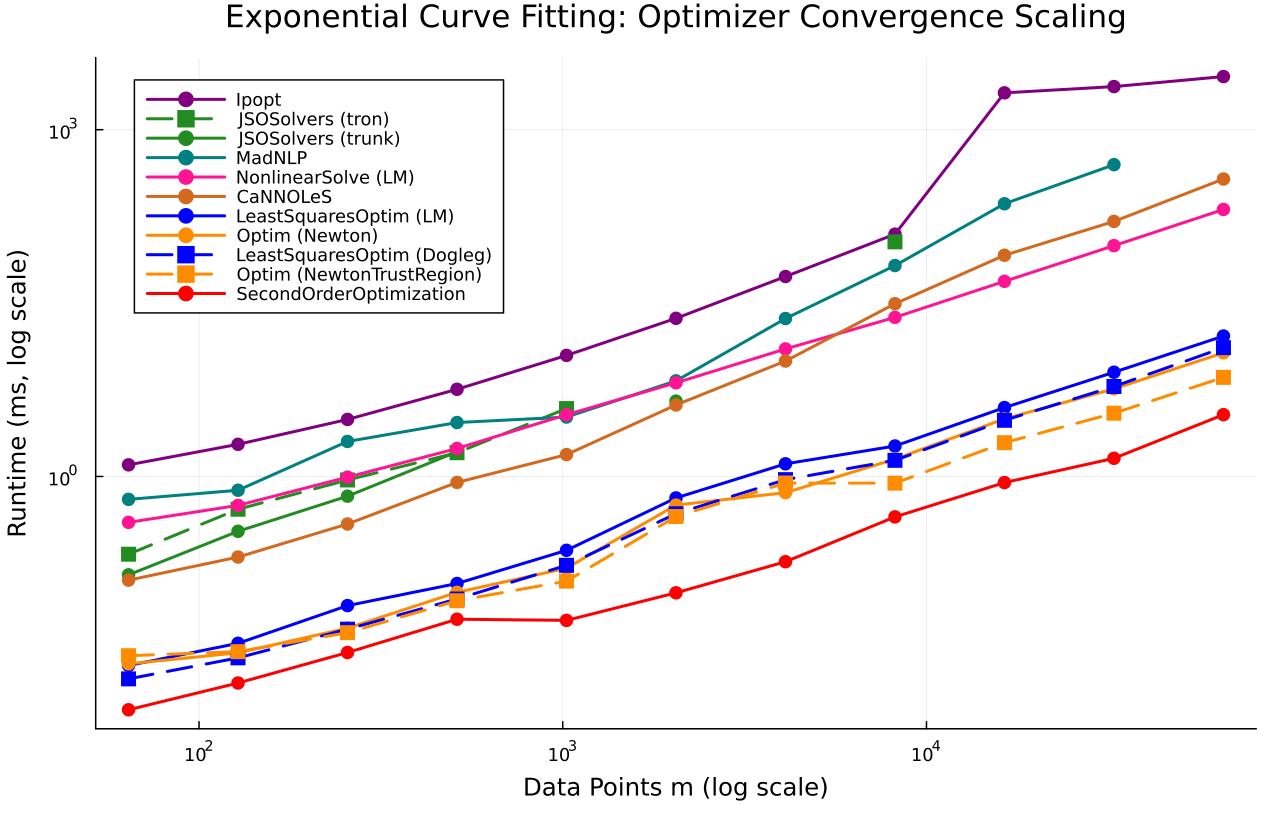 Exponential Curve Fitting: Optimizer Convergence Scaling
Runtime (ms, log scale)
10³
10⁰
Ipopt
JSOSolvers (tron)
JSOSolvers (trunk)
MadNLP
NonlinearSolve (LM)
CaNNOLeS
LeastSquaresOptim (LM)
Optim (Newton)
LeastSquaresOptim (Dogleg)
Optim (NewtonTrustRegion)
SecondOrderOptimization
10² 10³ 10⁴
Data Points m (log scale)